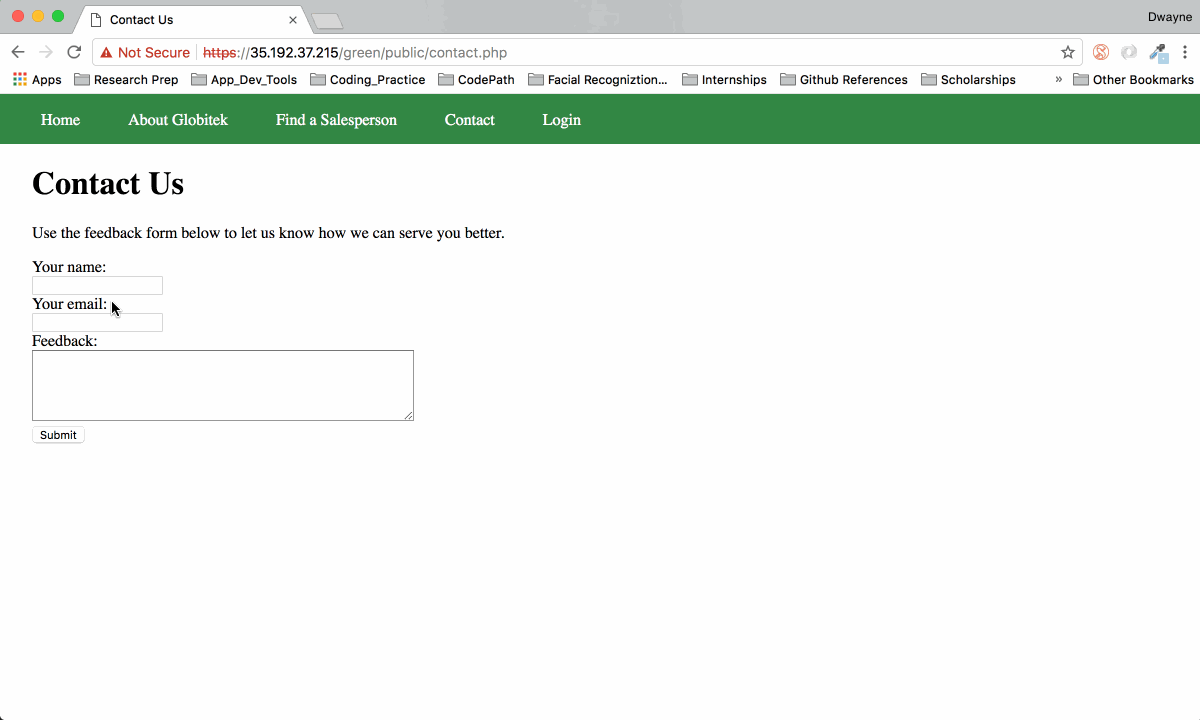 Contact Us
Dwayne
Not Secure https://35.192.37.215/green/public/contact.php
Apps Research Prep App_Dev_Tools Coding_Practice CodePath Facial Recogniztion... Internships Github References Scholarships » Other Bookmarks
Home About Globitek Find a Salesperson Contact Login
Contact Us
Use the feedback form below to let us know how we can serve you better.
Your name:
Your email:
Feedback:
Submit